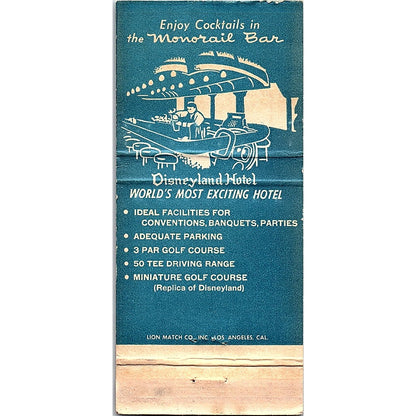 Enjoy Cocktails in
the Monorail Bar
Disneyland Hotel
WORLD'S MOST EXCITING HOTEL
• IDEAL FACILITIES FOR
CONVENTIONS, BANQUETS, PARTIES
• ADEQUATE PARKING
• 3 PAR GOLF COURSE
• 50 TEE DRIVING RANGE
• MINIATURE GOLF COURSE
(Replica of Disneyland)
LION MATCH CO., INC. LOS ANGELES, CAL.